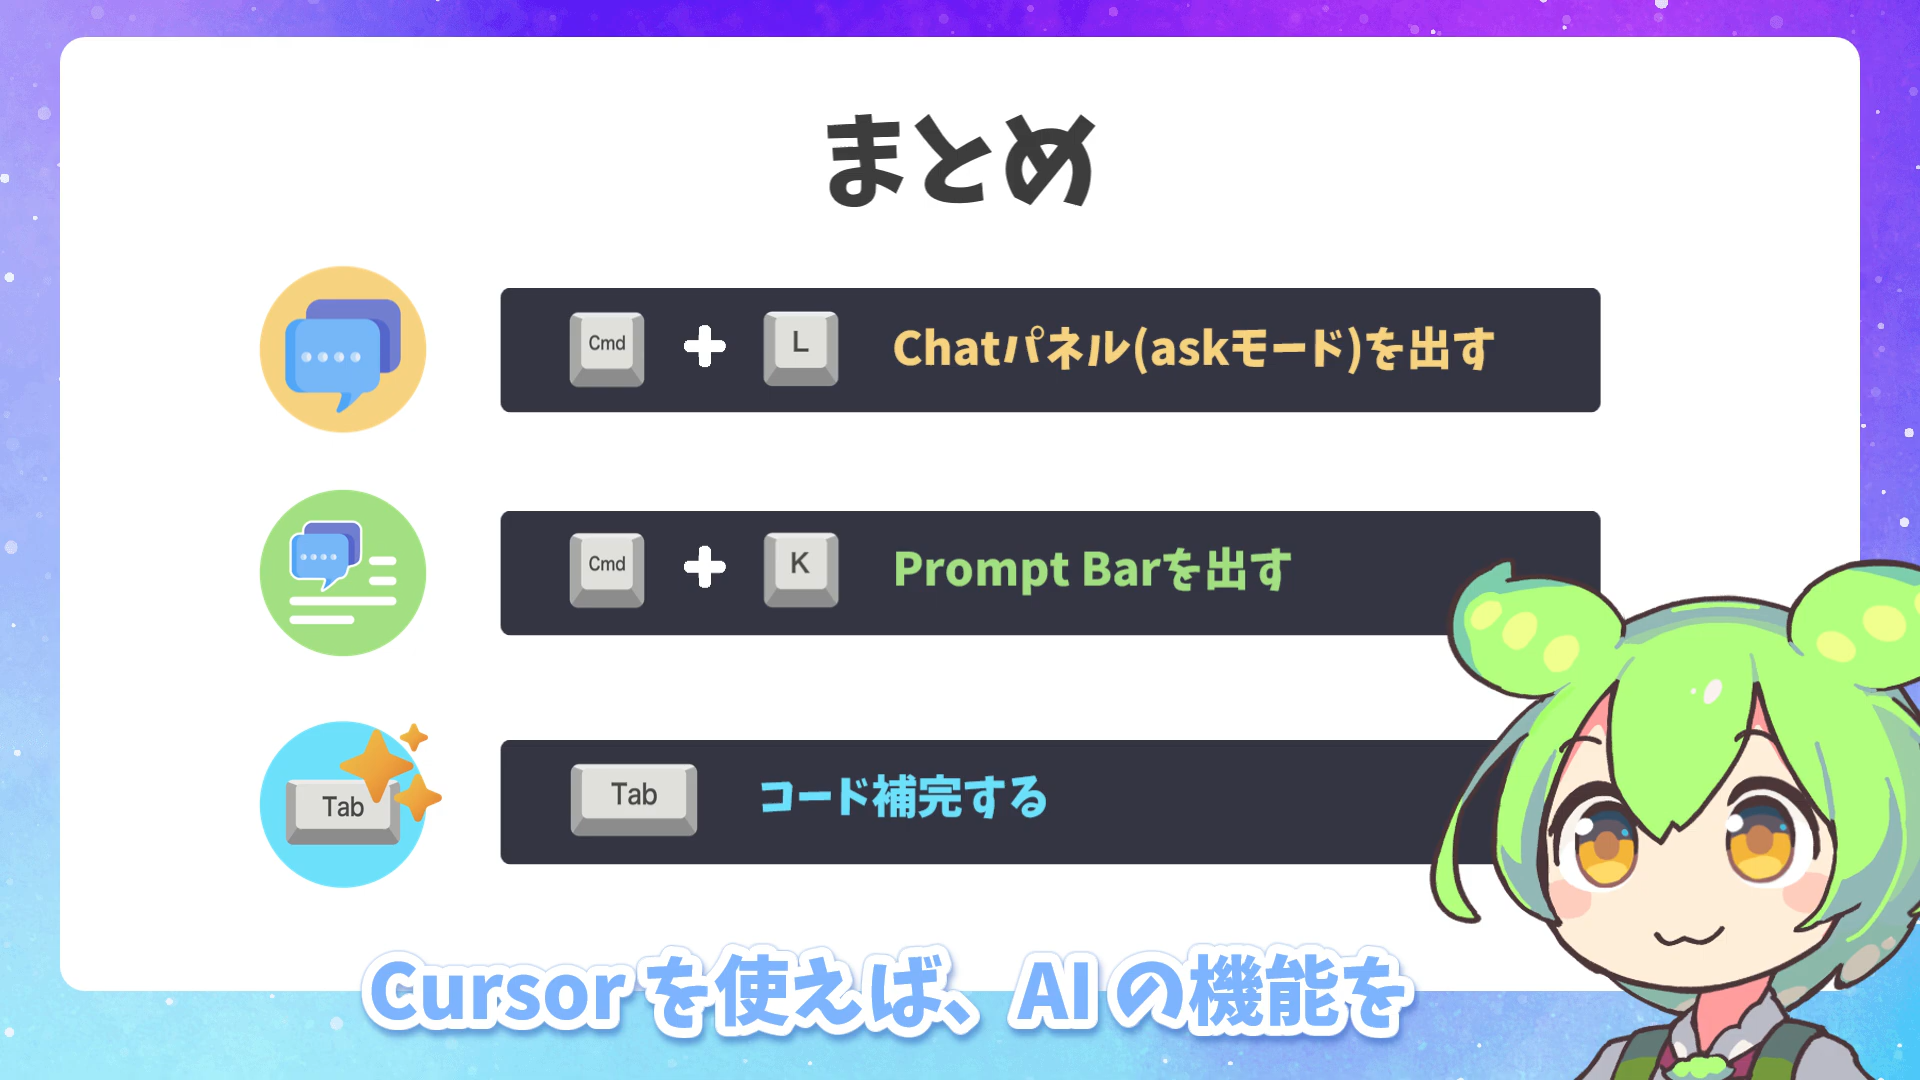 まとめ
Cmd + L Chatパネル(askモード)を出す
Cmd + K Prompt Barを出す
Tab
Tab コード補完する
Cursorを使えば、AIの機能を